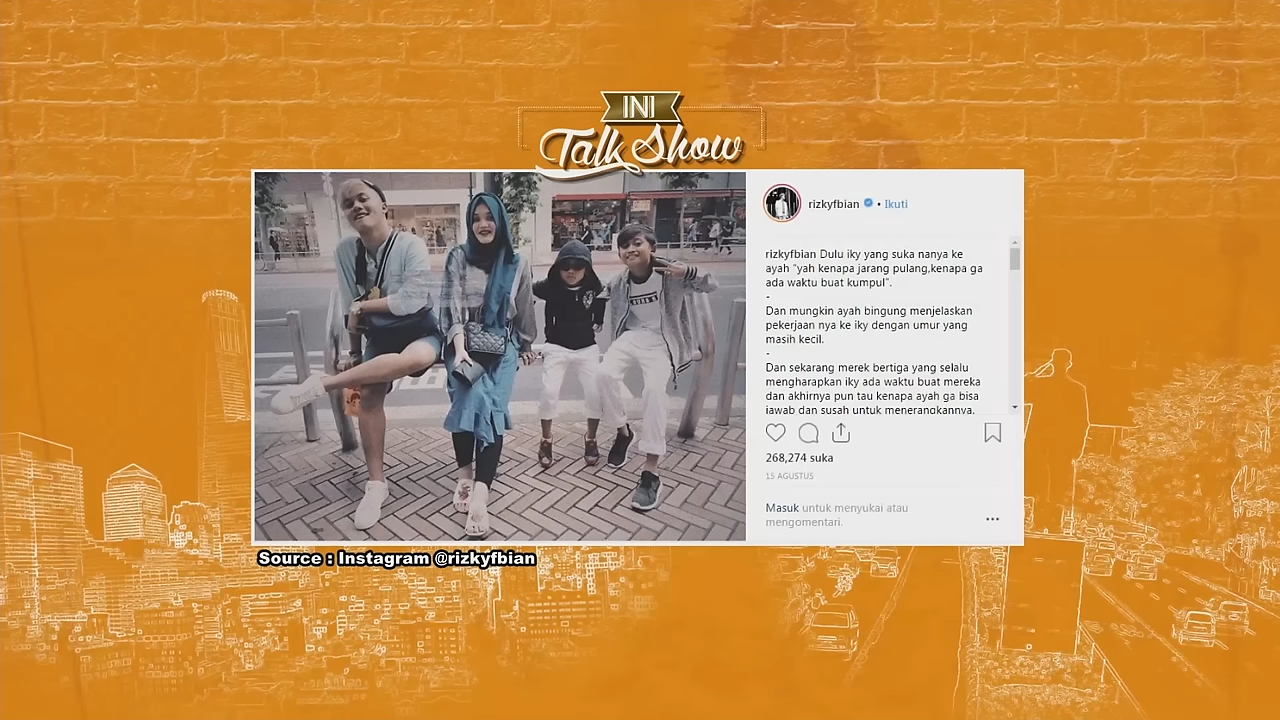 INI
Talk Show
rizkyfbian • Ikuti
rizkyfbian Dulu iky yang suka nanya ke
ayah "yah kenapa jarang pulang,kenapa ga
ada waktu buat kumpul".
-
Dan mungkin ayah bingung menjelaskan
pekerjaan nya ke iky dengan umur yang
masih kecil.
-
Dan sekarang merek bertiga yang selalu
mengharapkan iky ada waktu buat mereka
dan akhirnya pun tau kenapa ayah ga bisa
jawab dan susah untuk menerangkannya.
268,274 suka
15 AGUSTUS
Masuk untuk menyukai atau
mengomentari.
Source : Instagram @rizkyfbian